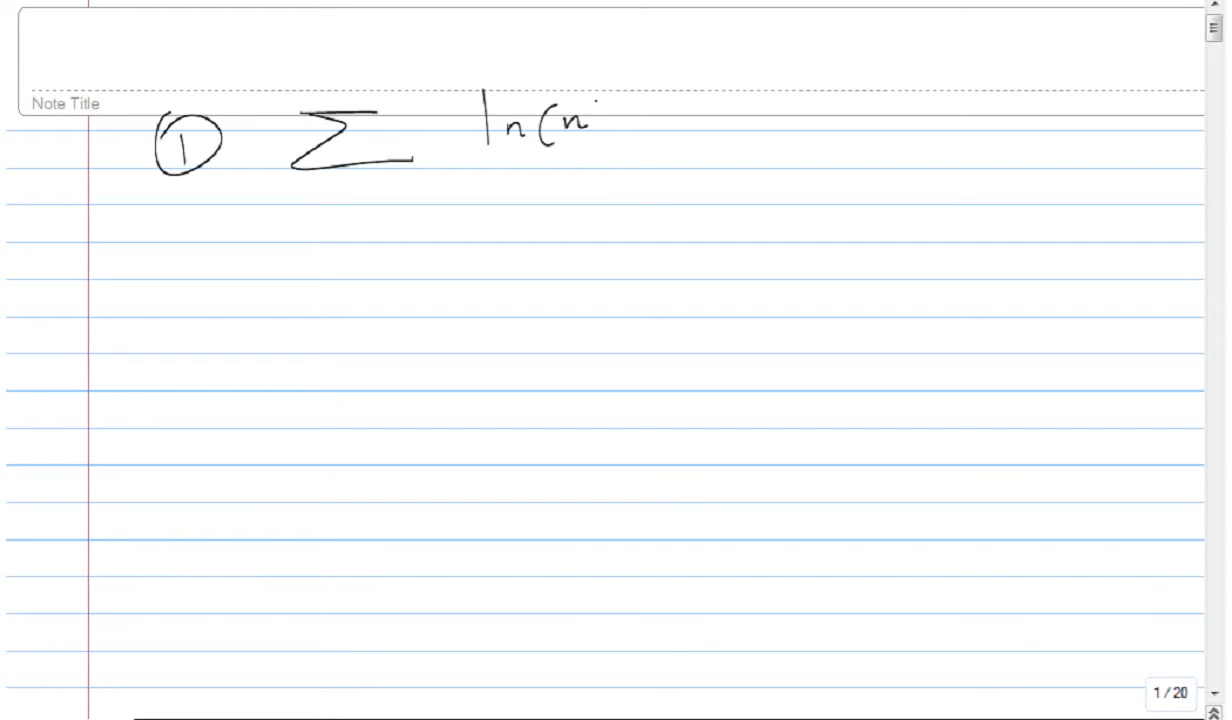 Note Title
① ∑ ln(n
1 / 20